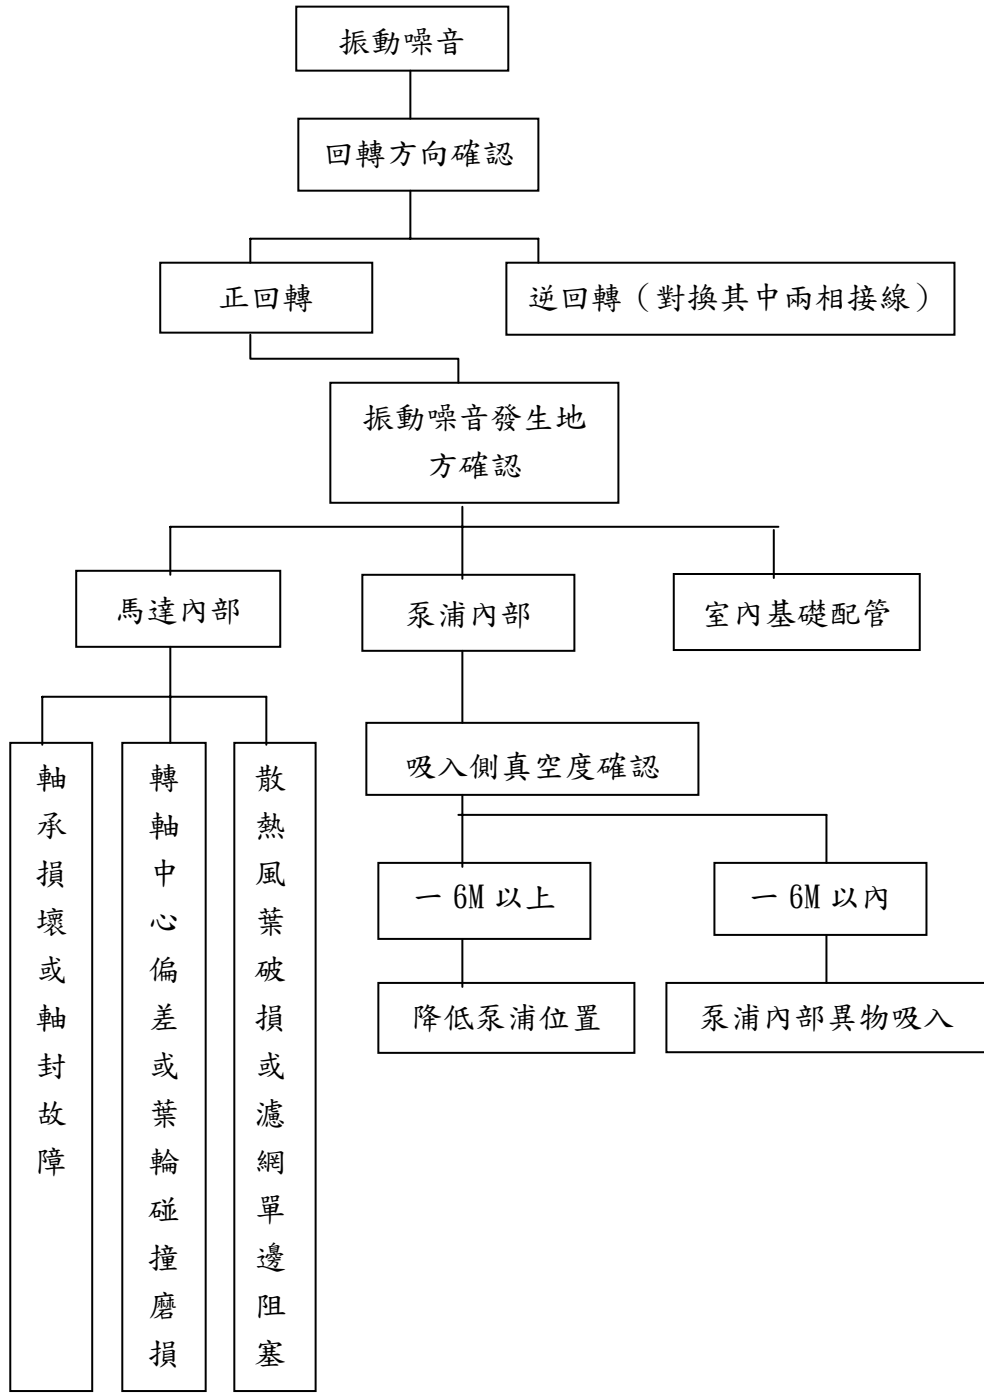 振動噪音
回轉方向確認
正回轉
逆回轉（對換其中兩相接線）
振動噪音發生地
方確認
馬達內部
泵浦內部
室內基礎配管
軸承損壞或軸封故障
轉軸中心偏差或葉輪碰撞磨損
散熱風葉破損或濾網單邊阻塞
吸入側真空度確認
一 6M 以上
一 6M 以內
降低泵浦位置
泵浦內部異物吸入